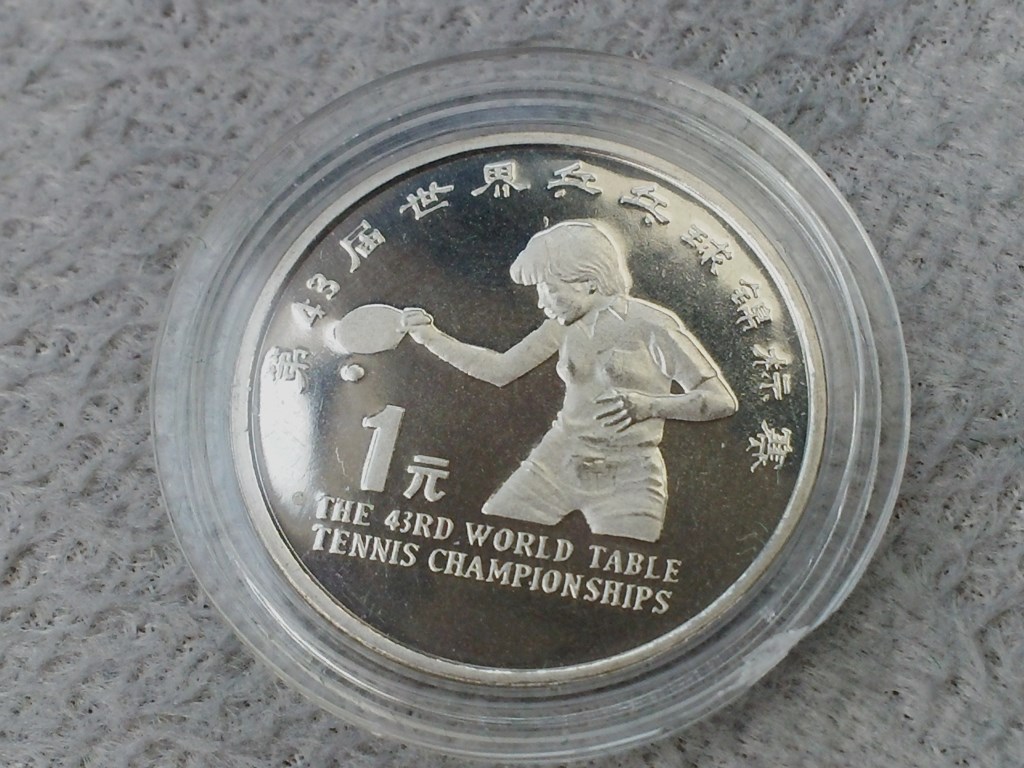 第43届世界乒乓球锦标赛
1元
THE 43RD WORLD TABLE
TENNIS CHAMPIONSHIPS